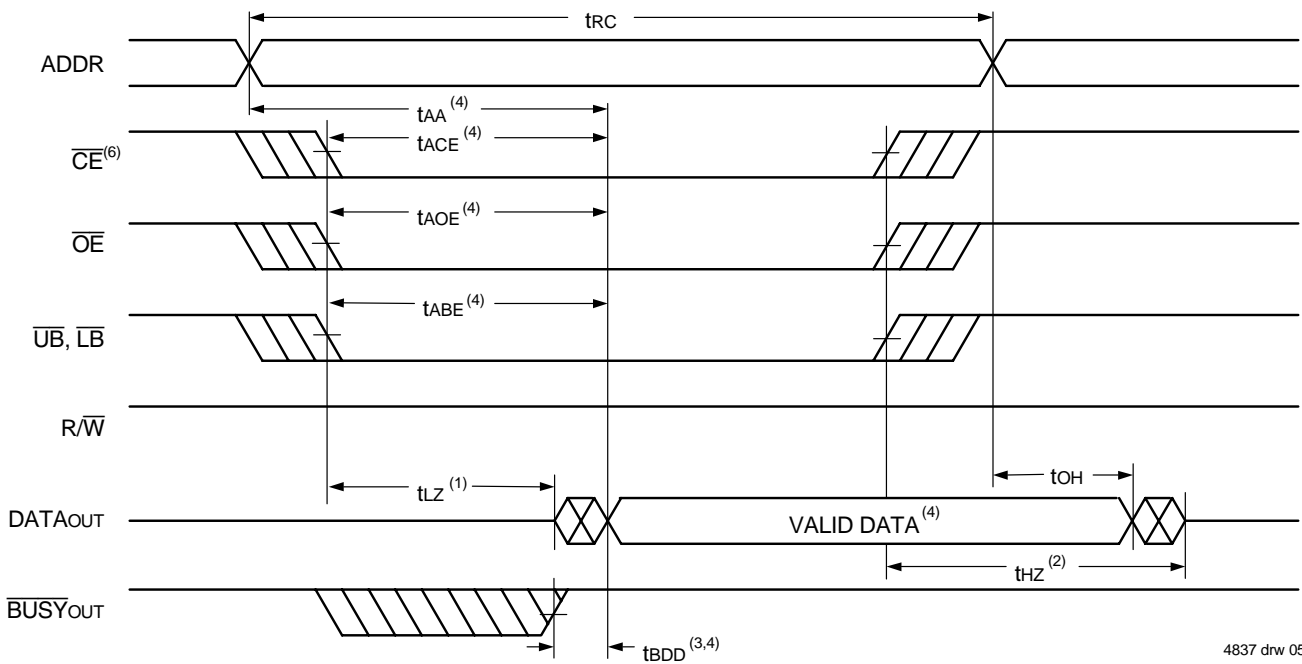 tRC
ADDR
tAA (4)
tACE (4)
CE(6)
tAOE (4)
OE
tABE (4)
UB, LB
R/W
tOH
tLZ (1)
DATAOUT
VALID DATA(4)
tHZ (2)
BUSYOUT
tBDD (3,4)
4837 drw 05